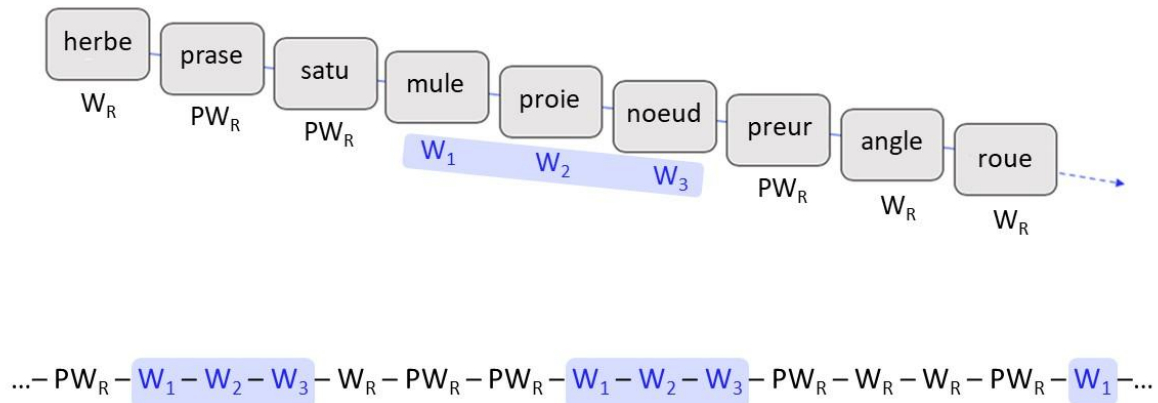 herbe prase satu mule proie noeud preur angle roue
W_R PW_R PW_R W_1 W_2 W_3 PW_R W_R W_R
...– PW_R – W_1 – W_2 – W_3 – W_R – PW_R – PW_R – W_1 – W_2 – W_3 – PW_R – W_R – W_R – PW_R – W_1 –...